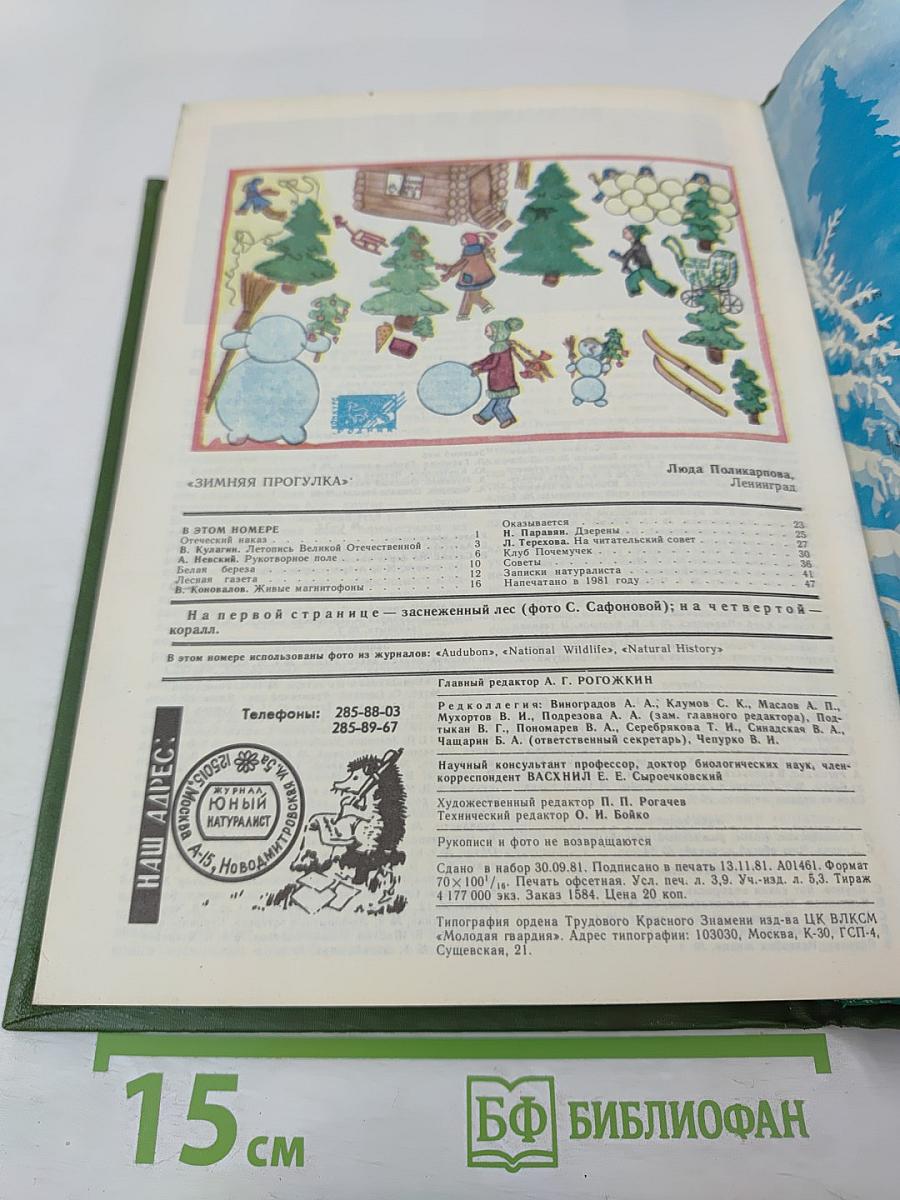 «ЗИМНЯЯ ПРОГУЛКА»
Люда Поликарпова,
Ленинград
В ЭТОМ НОМЕРЕ
Отеческий наказ . . . 1
В. Кулагин. Летопись Великой Отечественной . . . 3
А. Невский. Рукотворное поле . . . 6
Белая береза . . . 10
Лесная газета . . . 12
В. Коновалов. Живые магнитофоны . . . 16
Оказывается . . . 23
Н. Паравян. Дзерены . . . 25
Л. Терехова. На читательский совет . . . 27
Клуб Почемучек . . . 30
Советы . . . 36
Записки натуралиста . . . 41
Напечатано в 1981 году . . . 47
На первой странице — заснеженный лес (фото С. Сафоновой); на четвертой —
коралл.
В этом номере использованы фото из журналов: «Audubon», «National Wildlife», «Natural History»
НАШ АДРЕС:
Телефоны: 285-88-03
285-89-67
125015, Москва А-15, Новодмитровская ул. 5а
ЖУРНАЛ
ЮНЫЙ
НАТУРАЛИСТ
Главный редактор А. Г. РОГОЖКИН
Редколлегия: Виноградов А. А., Клумов С. К., Маслов А. П.,
Мухортов В. И., Подрезова А. А. (зам. главного редактора), Под-
тыкан В. Г., Пономарев В. А., Серебрякова Т. И., Синадская В. А.,
Чащарин Б. А. (ответственный секретарь), Чепурко В. И.
Научный консультант профессор, доктор биологических наук, член-
корреспондент ВАСХНИЛ Е. Е. Сыроечковский
Художественный редактор П. П. Рогачев
Технический редактор О. И. Бойко
Рукописи и фото не возвращаются
Сдано в набор 30.09.81. Подписано в печать 13.11.81. А01461. Формат
70×100 1/16. Печать офсетная. Усл. печ. л. 3,9. Уч.-изд. л. 5,3. Тираж
4 177 000 экз. Заказ 1584. Цена 20 коп.
Типография ордена Трудового Красного Знамени изд-ва ЦК ВЛКСМ
«Молодая гвардия». Адрес типографии: 103030, Москва, К-30, ГСП-4,
Сущевская, 21.
15 см
БФ БИБЛИОФАН